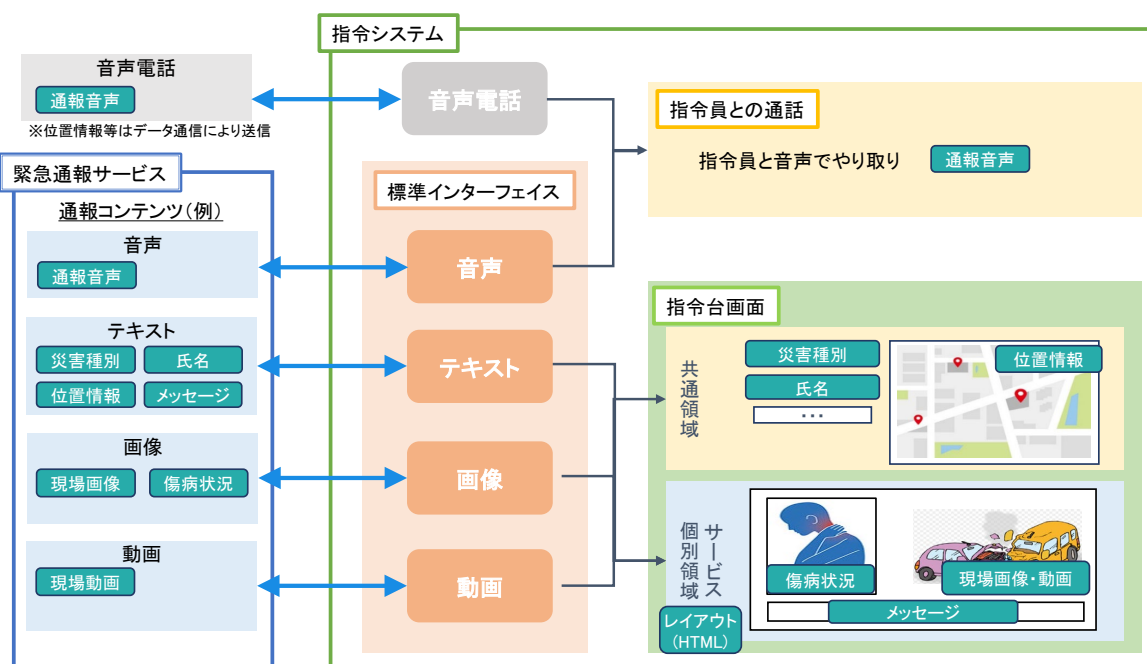 指令システム
音声電話
通報音声
※位置情報等はデータ通信により送信
音声電話
指令員との通話
指令員と音声でやり取り
通報音声
緊急通報サービス
通報コンテンツ(例)
標準インターフェイス
音声
通報音声
音声
テキスト
災害種別
氏名
位置情報
メッセージ
テキスト
画像
現場画像
傷病状況
画像
動画
現場動画
動画
指令台画面
共通領域
災害種別
氏名
・・・
位置情報
サービス
個別領域
傷病状況
現場画像・動画
メッセージ
レイアウト
(HTML)